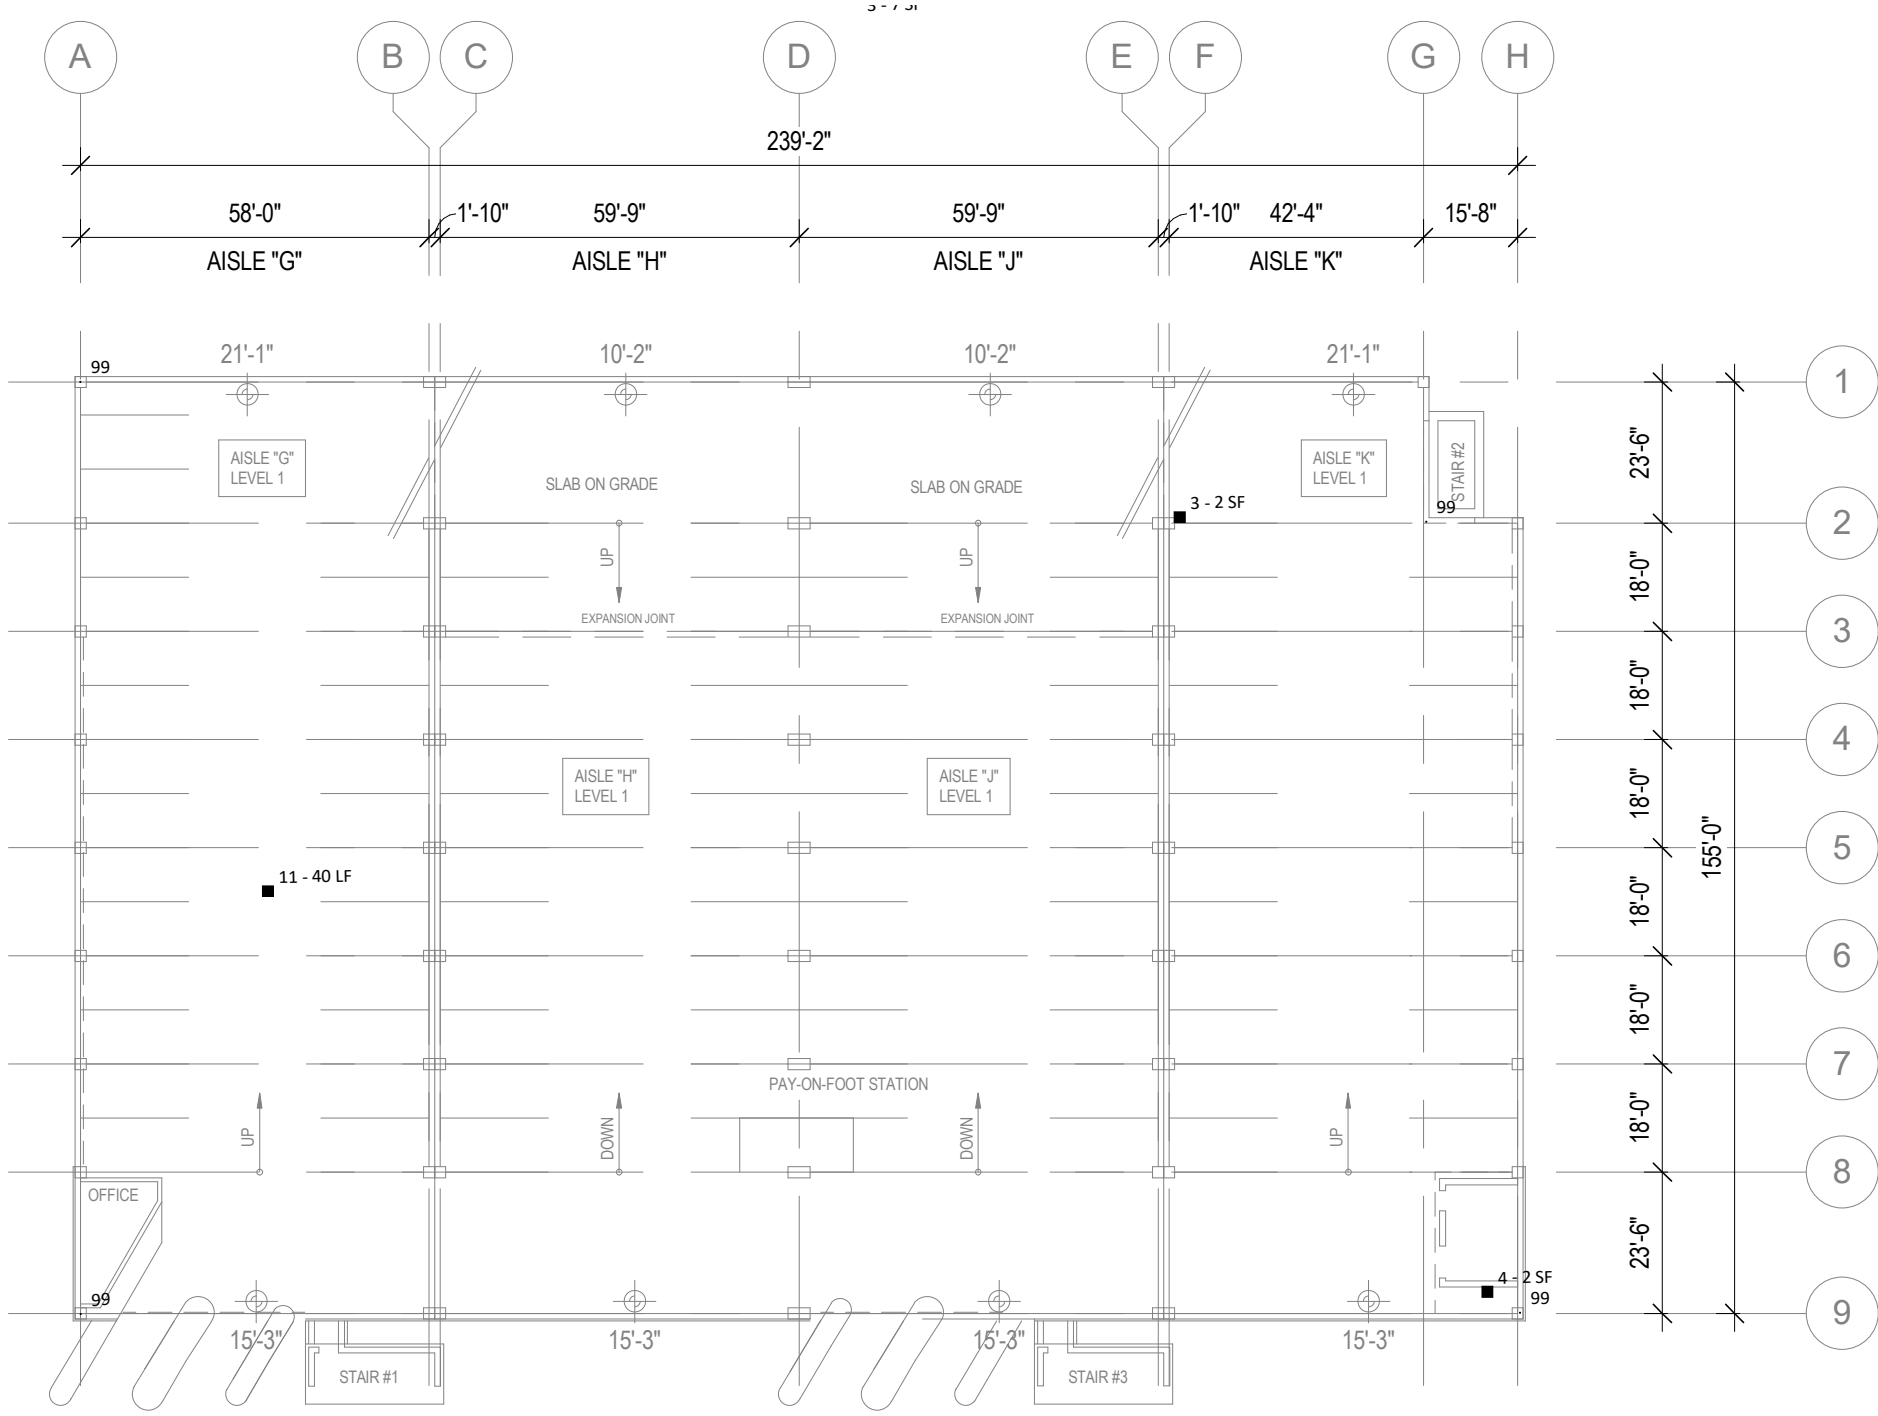 3 - 7 SF
A B C D E F G H
239'-2"
58'-0" 1'-10" 59'-9" 59'-9" 1'-10" 42'-4" 15'-8"
AISLE "G" AISLE "H" AISLE "J" AISLE "K"
21'-1" 10'-2" 10'-2" 21'-1"
99
1
23'-6"
AISLE "G"
LEVEL 1
AISLE "K"
LEVEL 1
STAIR #2
SLAB ON GRADE SLAB ON GRADE
3 - 2 SF
99
2
UP UP
18'-0"
EXPANSION JOINT EXPANSION JOINT
3
18'-0"
4
AISLE "H"
LEVEL 1
AISLE "J"
LEVEL 1
18'-0"
155'-0"
5
11 - 40 LF
18'-0"
6
18'-0"
7
PAY-ON-FOOT STATION
18'-0"
UP DOWN DOWN UP
8
OFFICE
23'-6"
4 - 2 SF
99
99
9
15'-3" 15'-3" 15'-3" 15'-3"
STAIR #1 STAIR #3